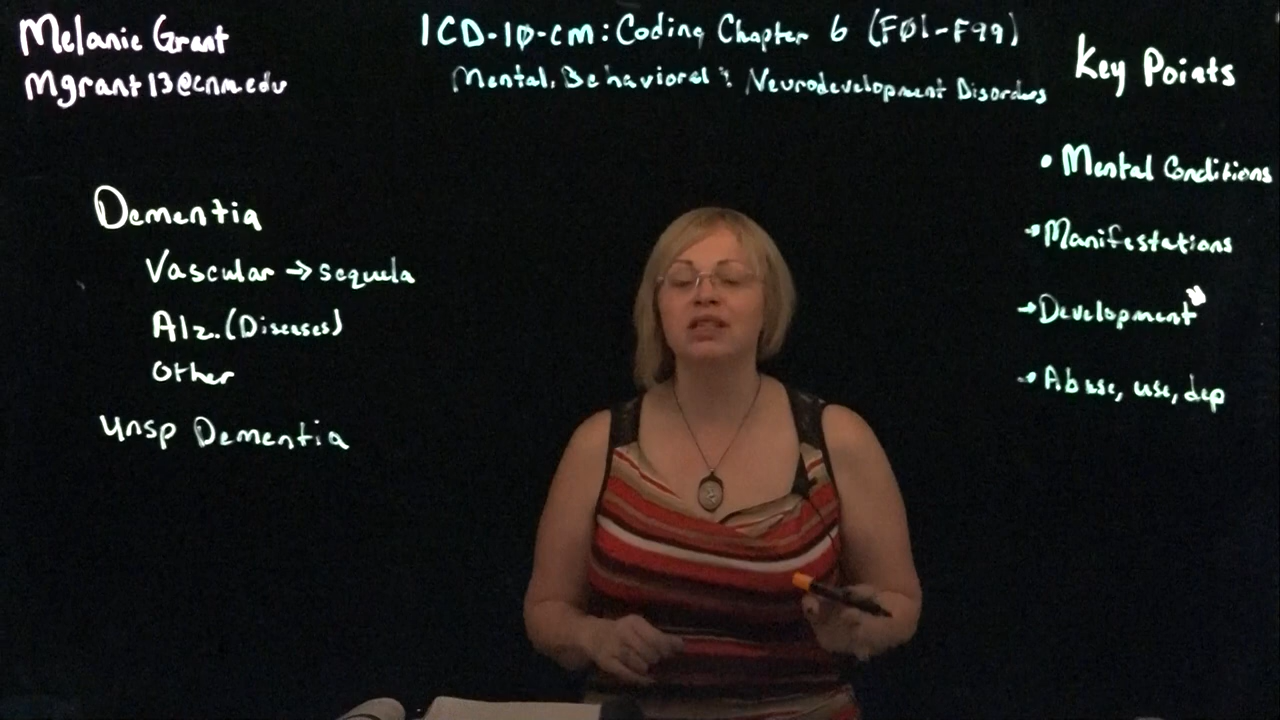 Melanie Grant
Mgrant13@cnm.edu
ICD-10-cm: Coding Chapter 6 (F01-F99)
Mental, Behavioral & Neurodevelopment Disorders
Key Points
• Mental Conditions
→ Manifestations
→ Development
→ Abuse, use, dep
Dementia
Vascular → sequela
Alz. (Diseases)
Other
Unsp Dementia